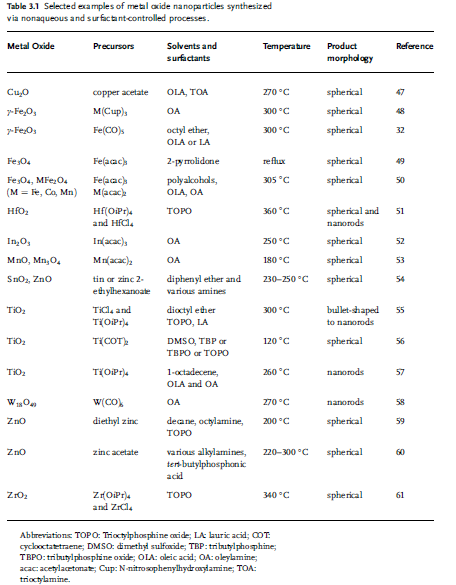 Table 3.1 Selected examples of metal oxide nanoparticles synthesized
via nonaqueous and surfactant-controlled processes.
Metal Oxide Precursors Solvents and surfactants Temperature Product morphology Reference
Cu2O copper acetate OLA, TOA 270 °C spherical 47
γ-Fe2O3 M(Cup)3 OA 300 °C spherical 48
γ-Fe2O3 Fe(CO)5 octyl ether, 300 °C spherical 32
OLA or LA
Fe3O4 Fe(acac)3 2-pyrrolidone reflux spherical 49
Fe3O4, MFe2O4 Fe(acac)3 polyalcohols, 305 °C spherical 50
(M = Fe, Co, Mn) M(acac)2 OLA, OA
HfO2 Hf(OiPr)4 TOPO 360 °C spherical and 51
and HfCl4 nanorods
In2O3 In(acac)3 OA 250 °C spherical 52
MnO, Mn3O4 Mn(acac)2 OA 180 °C spherical 53
SnO2, ZnO tin or zinc 2- diphenyl ether and 230–250 °C spherical 54
ethylhexanoate various amines
TiO2 TiCl4 and dioctyl ether 300 °C bullet-shaped 55
Ti(OiPr)4 TOPO, LA to nanorods
TiO2 Ti(COT)2 DMSO, TBP or 120 °C spherical 56
TBPO or TOPO
TiO2 Ti(OiPr)4 1-octadecene, 260 °C nanorods 57
OLA and OA
W18O49 W(CO)6 OA 270 °C nanorods 58
ZnO diethyl zinc decane, octylamine, 200 °C spherical 59
TOPO
ZnO zinc acetate various alkylamines, 220–300 °C spherical 60
tert-butylphosphonic
acid
ZrO2 Zr(OiPr)4 TOPO 340 °C spherical 61
and ZrCl4
Abbreviations: TOPO: Trioctylphosphine oxide; LA: lauric acid; COT:
cyclooctatetraene; DMSO: dimethyl sulfoxide; TBP: tributylphosphine;
TBPO: tributylphosphine oxide; OLA: oleic acid; OA: oleylamine;
acac: acetylacetonate; Cup: N-nitrosophenylhydroxylamine; TOA:
trioctylamine.